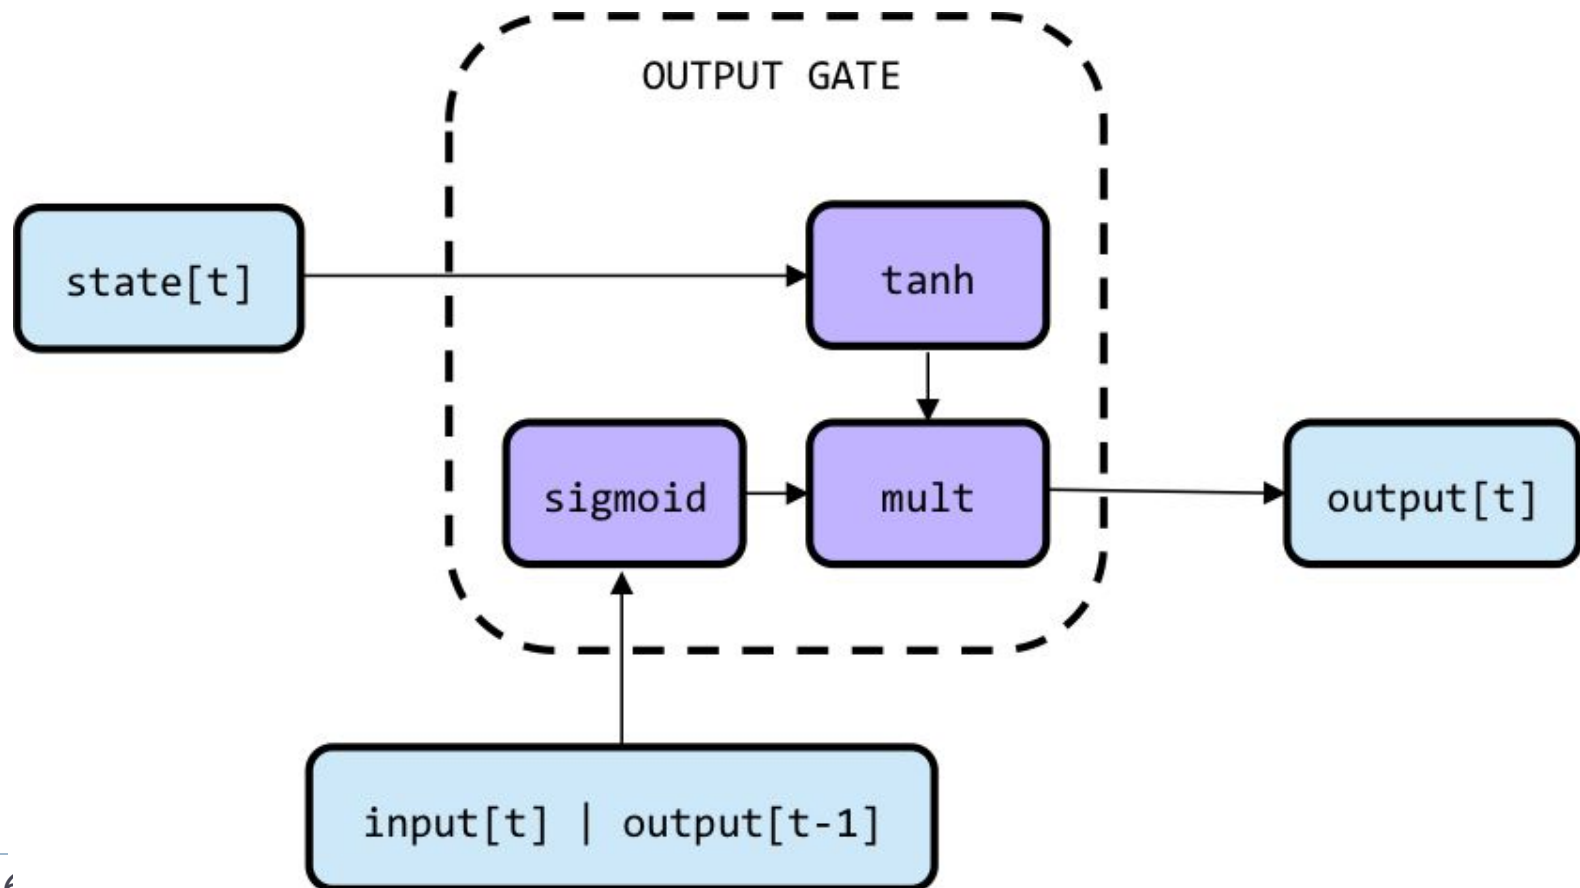 OUTPUT GATE
state[t]
tanh
sigmoid
mult
output[t]
input[t] | output[t-1]